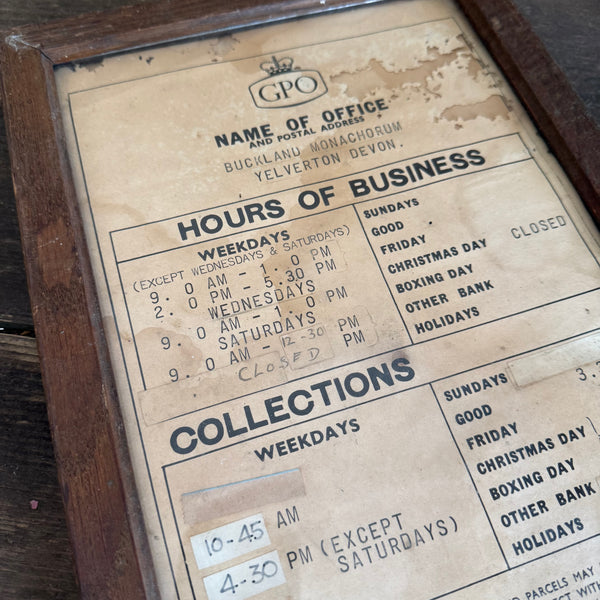 GPO
NAME OF OFFICE
AND POSTAL ADDRESS
BUCKLAND MONACHORUM
YELVERTON DEVON.
HOURS OF BUSINESS
WEEKDAYS
(EXCEPT WEDNESDAYS & SATURDAYS)
9. 0 AM - 1. 0 PM
2. 0 PM - 5.30 PM
WEDNESDAYS
9. 0 AM - 1. 0 PM
SATURDAYS
9. 0 AM - 12-30 PM
CLOSED PM
SUNDAYS
GOOD
FRIDAY
CHRISTMAS DAY CLOSED
BOXING DAY
OTHER BANK
HOLIDAYS
COLLECTIONS
WEEKDAYS
10-45 AM
4-30 PM (EXCEPT
SATURDAYS)
SUNDAYS
GOOD
FRIDAY
CHRISTMAS DAY
BOXING DAY
OTHER BANK
HOLIDAYS
PARCELS MAY
WIT